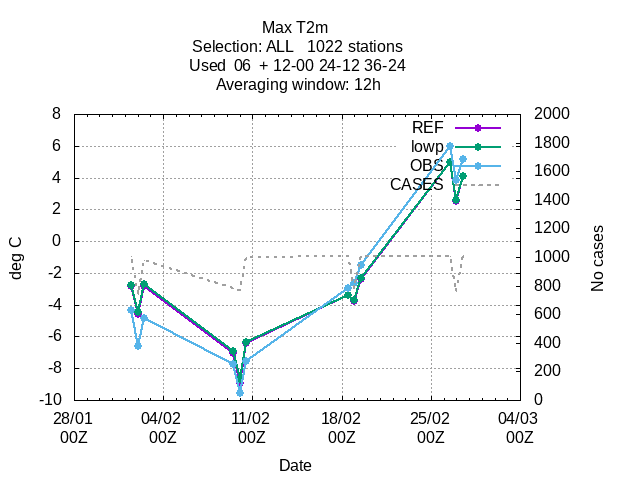 Max T2m
Selection: ALL   1022 stations
Used  06  + 12-00 24-12 36-24
Averaging window: 12h
8
6
4
2
0
-2
-4
-6
-8
-10
2000
1800
1600
1400
1200
1000
800
600
400
200
0
REF
lowp
OBS
CASES
deg C
No cases
28/01
00Z
04/02
00Z
11/02
00Z
18/02
00Z
25/02
00Z
04/03
00Z
Date